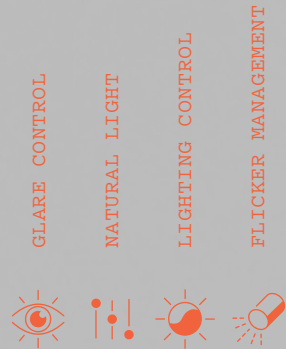 GLARE CONTROL
NATURAL LIGHT
LIGHTING CONTROL
FLICKER MANAGEMENT